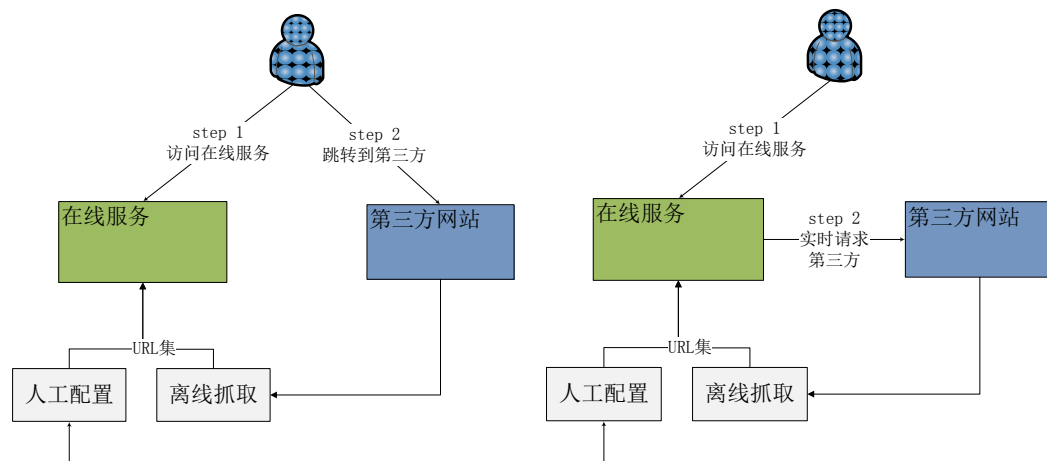 step 1
访问在线服务
step 2
跳转到第三方
在线服务
第三方网站
URL集
人工配置
离线抓取
step 1
访问在线服务
在线服务
step 2
实时请求
第三方
第三方网站
URL集
人工配置
离线抓取